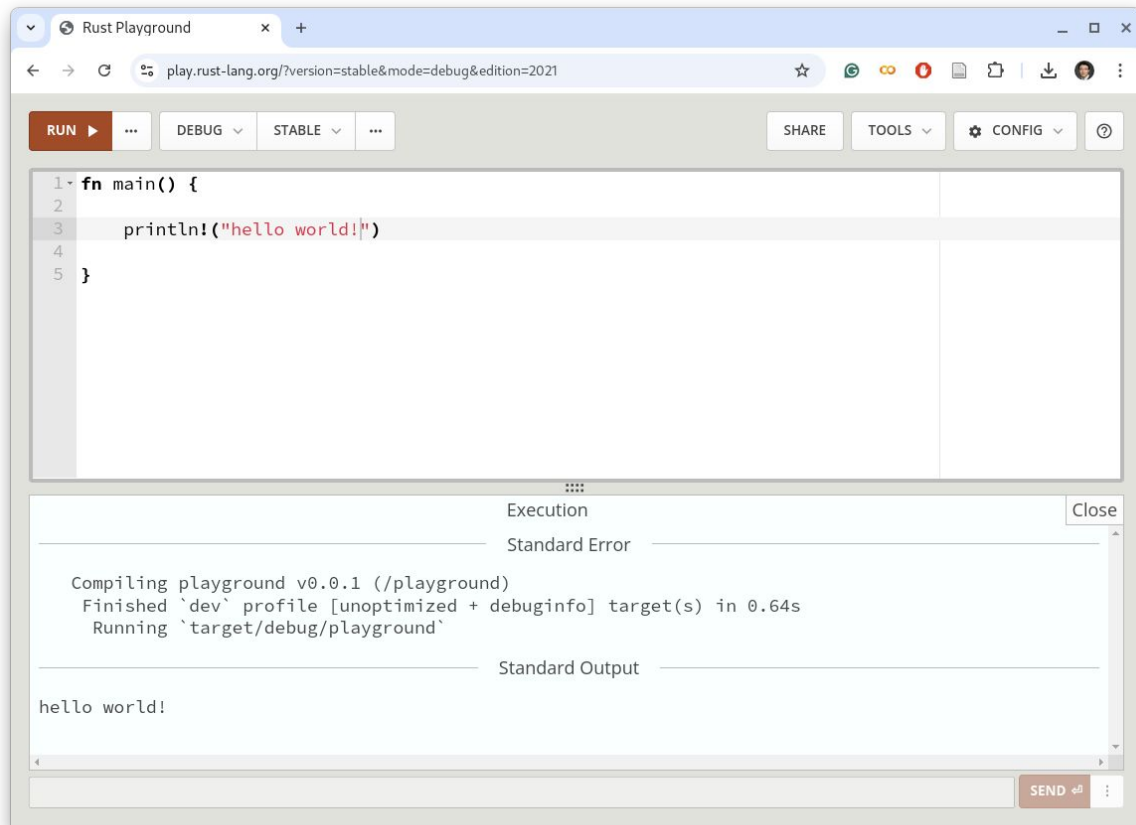 Rust Playground
play.rust-lang.org/?version=stable&mode=debug&edition=2021
RUN ... DEBUG STABLE ... SHARE TOOLS CONFIG
1 fn main() {
2
3 println!("hello world!")
4
5 }
Execution Close
Standard Error
Compiling playground v0.0.1 (/playground)
Finished `dev` profile [unoptimized + debuginfo] target(s) in 0.64s
Running `target/debug/playground`
Standard Output
hello world!
SEND